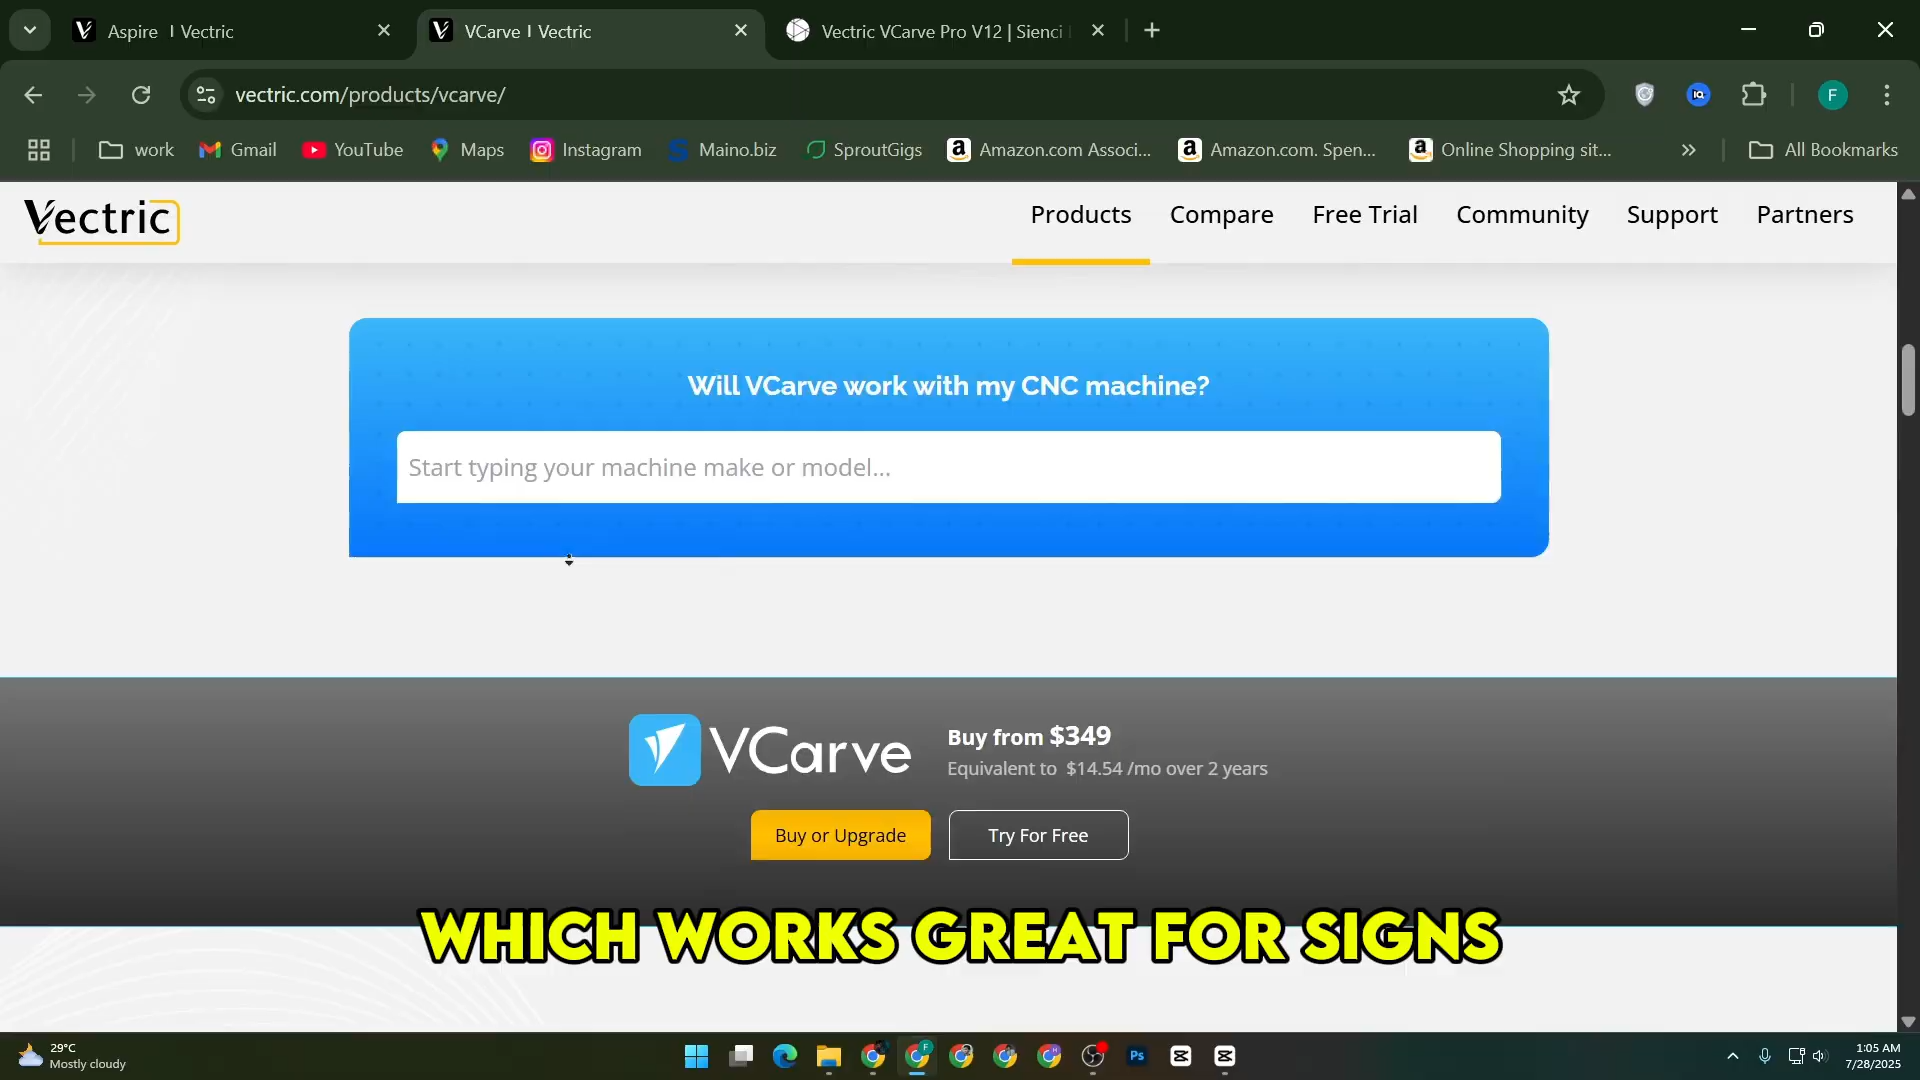 Aspire | Vectric
VCarve | Vectric
Vectric VCarve Pro V12 | Sienci
vectric.com/products/vcarve/
F
work
Gmail
YouTube
Maps
Instagram
Maino.biz
SproutGigs
Amazon.com Associ...
Amazon.com. Spen...
Online Shopping sit...
All Bookmarks
Vectric
Products
Compare
Free Trial
Community
Support
Partners
Will VCarve work with my CNC machine?
Start typing your machine make or model...
VCarve
Buy from $349
Equivalent to $14.54 /mo over 2 years
Buy or Upgrade
Try For Free
WHICH WORKS GREAT FOR SIGNS
29°C
Mostly cloudy
1:05 AM
7/28/2025